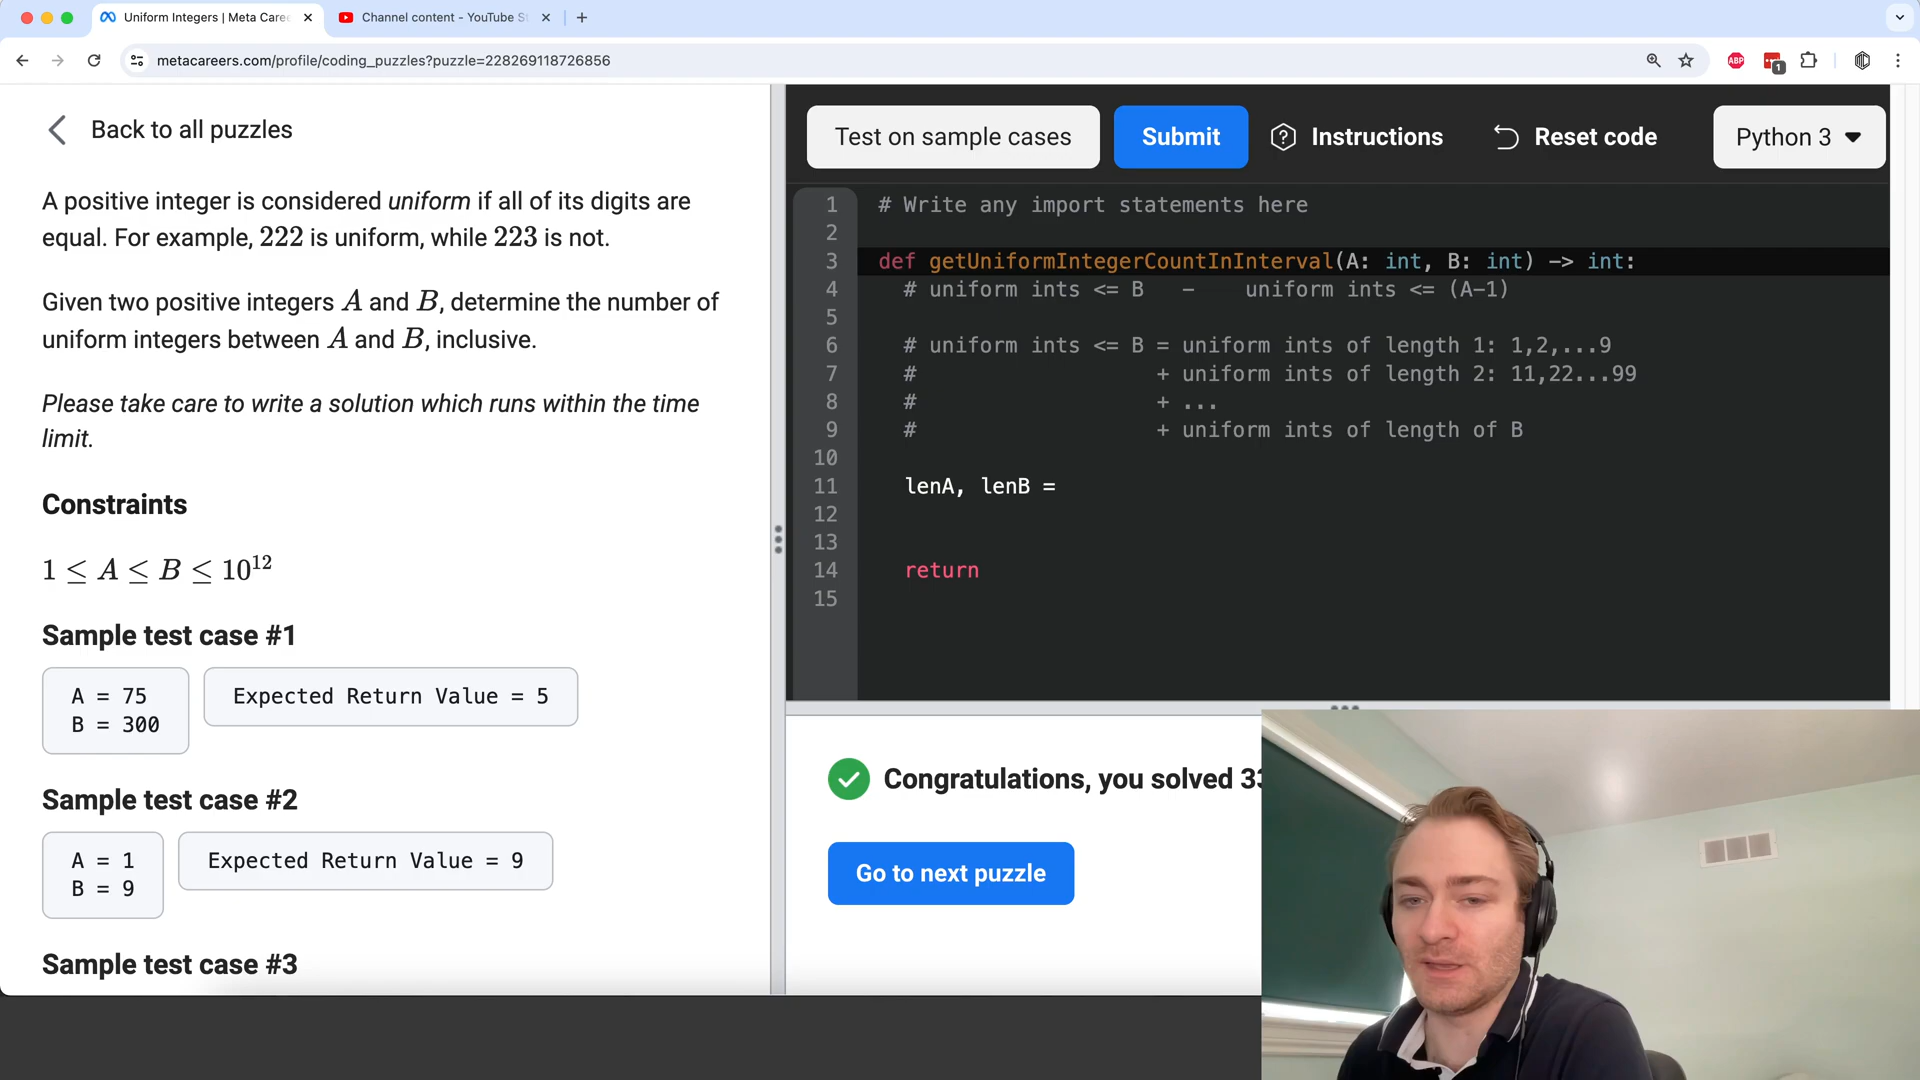 Uniform Integers | Meta Caree
Channel content - YouTube S
metacareers.com/profile/coding_puzzles?puzzle=228269118726856
ABP
1
Back to all puzzles
A positive integer is considered uniform if all of its digits are
equal. For example, 222 is uniform, while 223 is not.
Given two positive integers A and B, determine the number of
uniform integers between A and B, inclusive.
Please take care to write a solution which runs within the time
limit.
Constraints
1 ≤ A ≤ B ≤ 10¹²
Sample test case #1
A = 75
B = 300
Expected Return Value = 5
Sample test case #2
A = 1
B = 9
Expected Return Value = 9
Sample test case #3
Test on sample cases
Submit
Instructions
Reset code
Python 3
1 # Write any import statements here
2
3 def getUniformIntegerCountInInterval(A: int, B: int) -> int:
4 # uniform ints <= B - uniform ints <= (A-1)
5
6 # uniform ints <= B = uniform ints of length 1: 1,2,...9
7 # + uniform ints of length 2: 11,22...99
8 # + ...
9 # + uniform ints of length of B
10
11 lenA, lenB =
12
13
14 return
15
Congratulations, you solved 33
Go to next puzzle